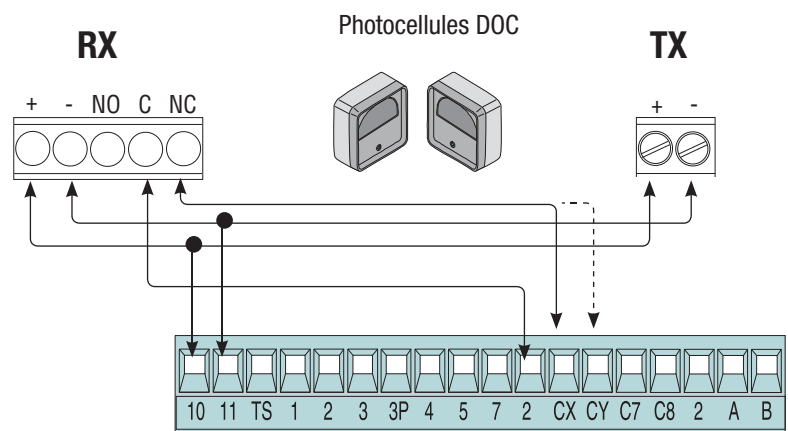 Photocellules DOC
RX
TX
+ - NO C NC
+ -
10 11 TS 1 2 3 3P 4 5 7 2 CX CY C7 C8 2 A B